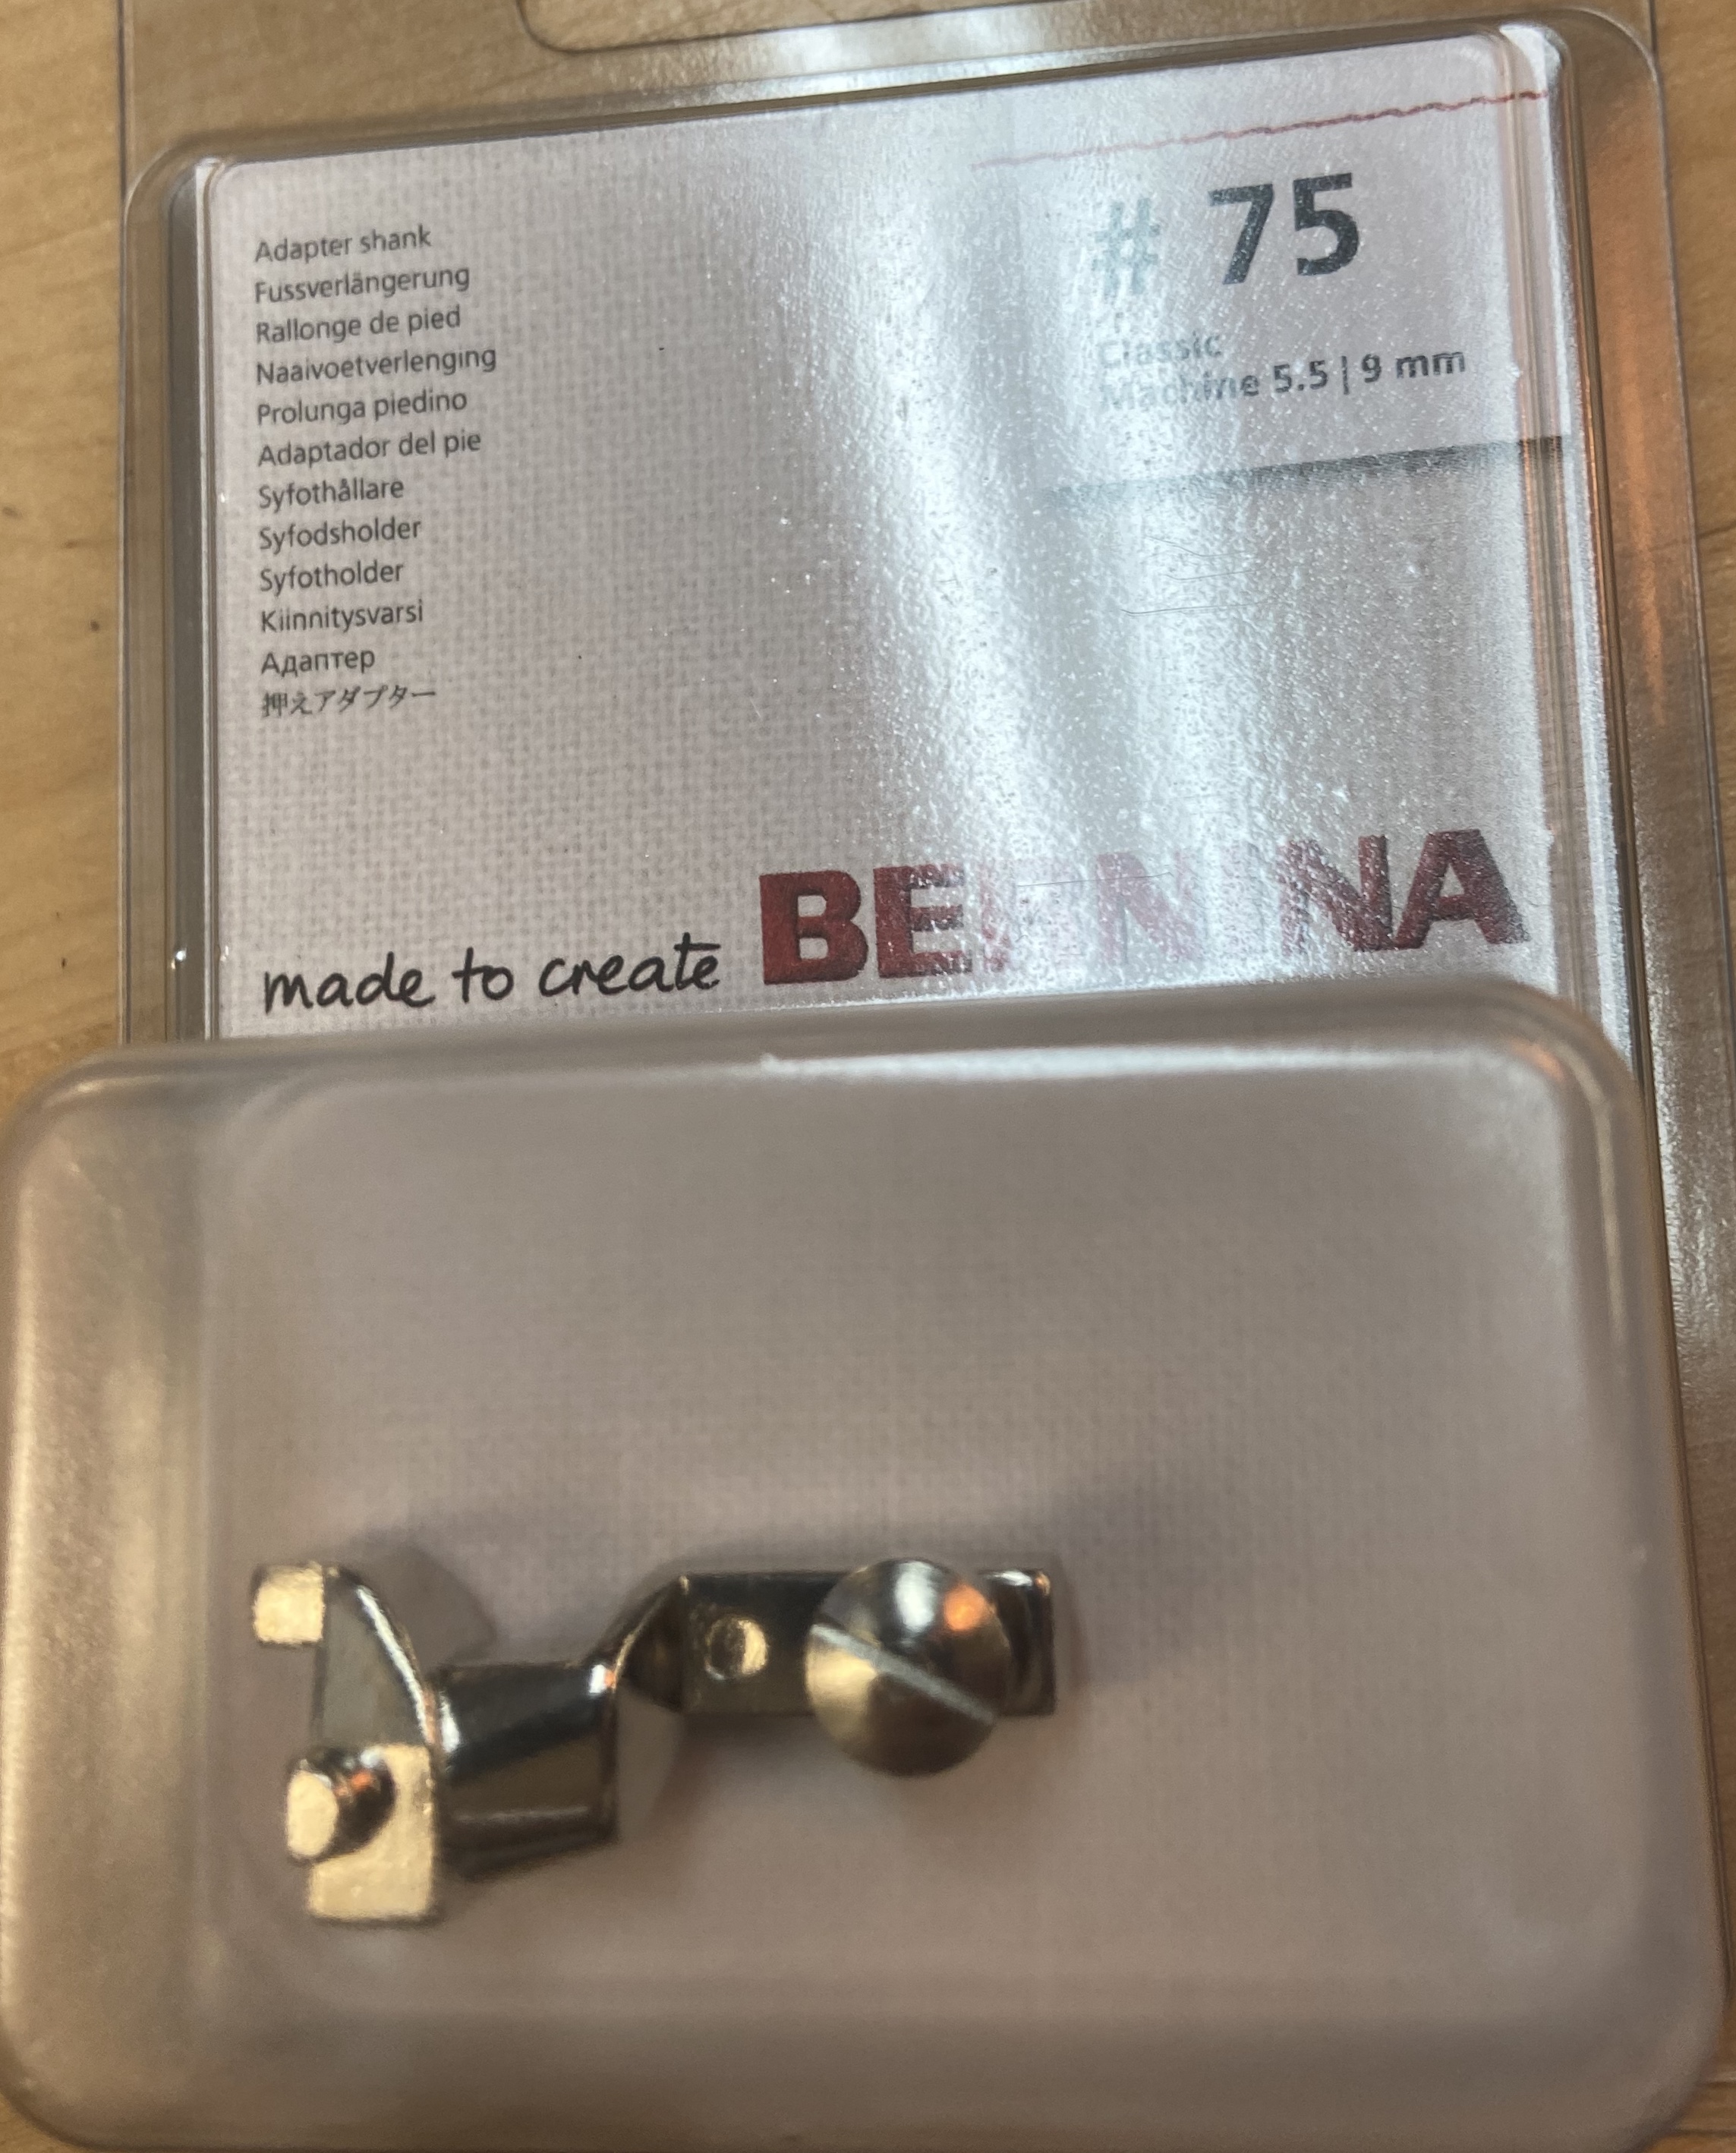 Adapter shank
Fussverlängerung
Rallonge de pied
Naaivoetverlenging
Prolunga piedino
Adaptador del pie
Syfothållare
Syfodsholder
Syfotholder
Kiinnitysvarsi
Адаптер
押えアダプター
# 75
Classic
Machine 5.5 | 9 mm
made to create BERNINA